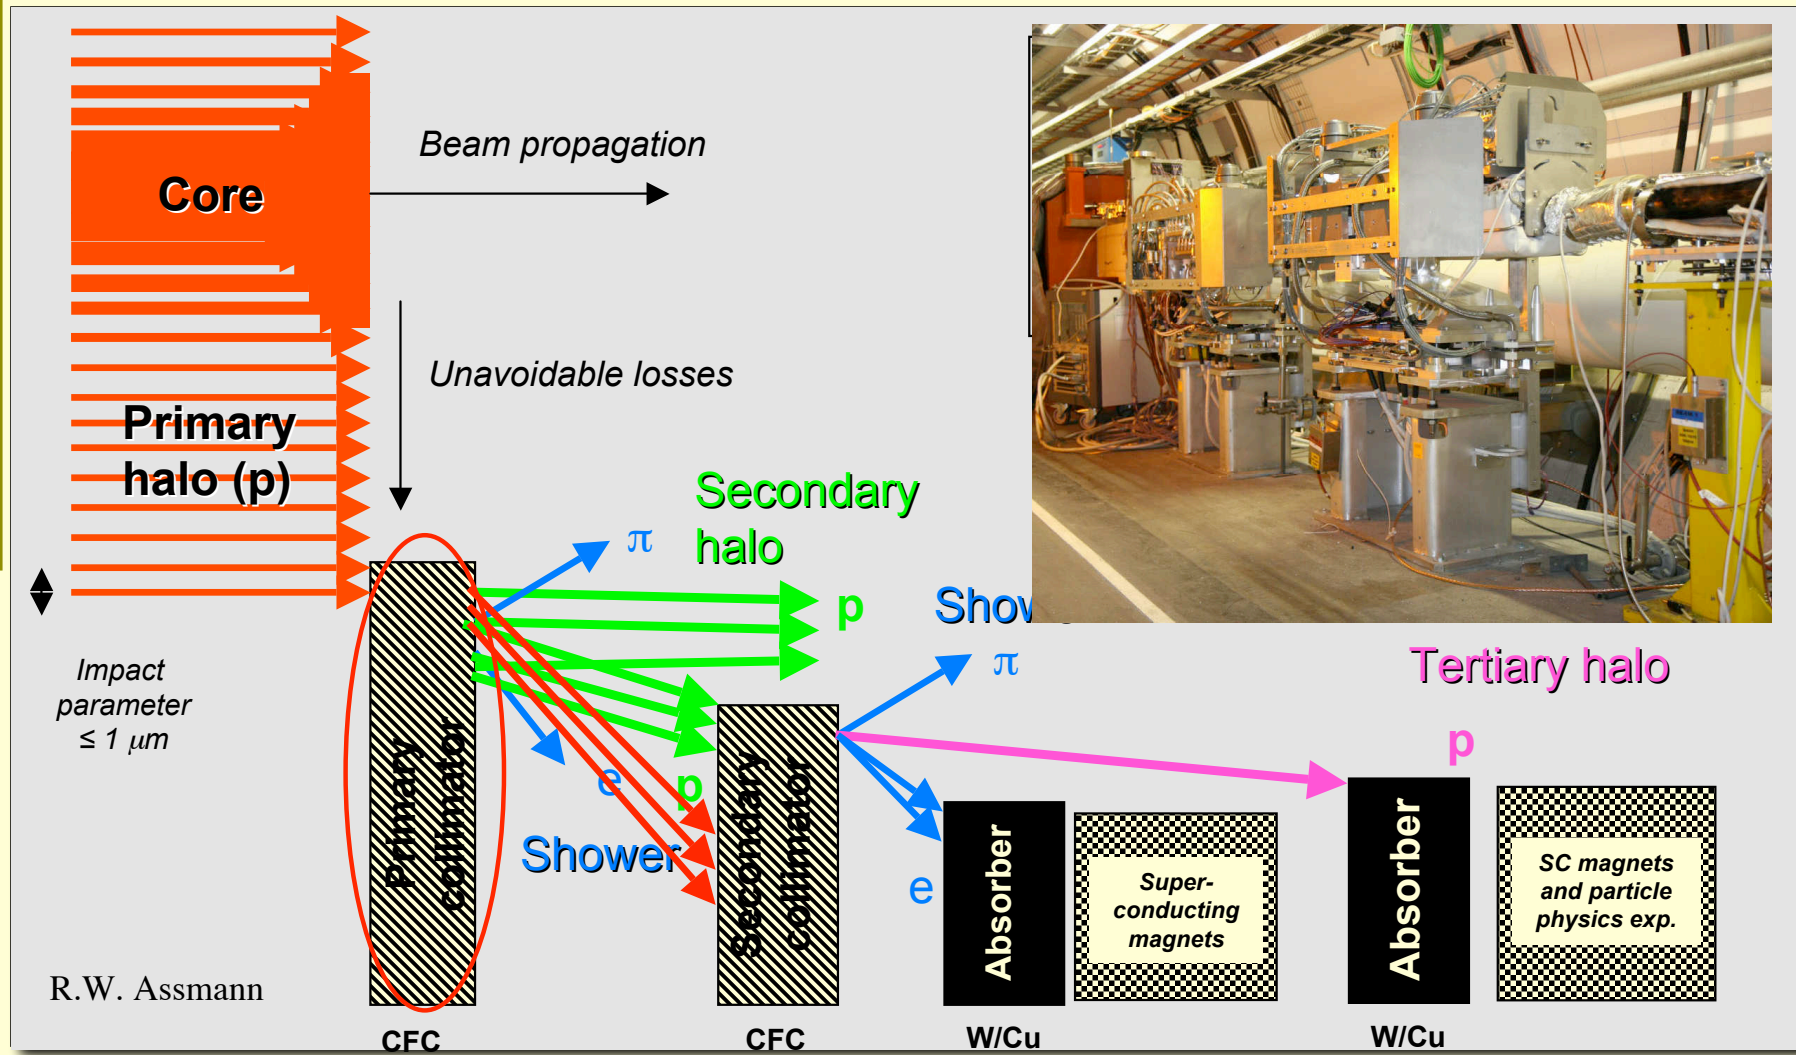 Core
Beam propagation
Unavoidable losses
Primary
halo (p)
Secondary
halo
π
p
Impact
parameter
≤ 1 μm
e
p
Shower
Primary
collimator
Secondary
collimator
π
Tertiary halo
p
e
Absorber
Super-
conducting
magnets
Absorber
SC magnets
and particle
physics exp.
R.W. Assmann
CFC
CFC
W/Cu
W/Cu